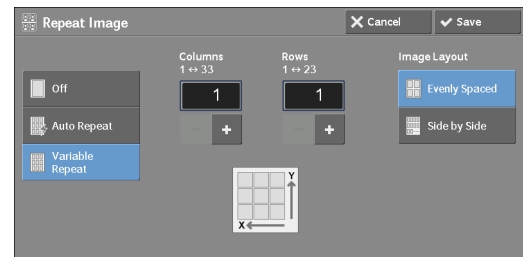 Repeat Image
Cancel
Save
Columns
1 ↔ 33
Rows
1 ↔ 23
Image Layout
Off
Auto Repeat
Variable
Repeat
1
1
- +
- +
Evenly Spaced
Side by Side
Y
X